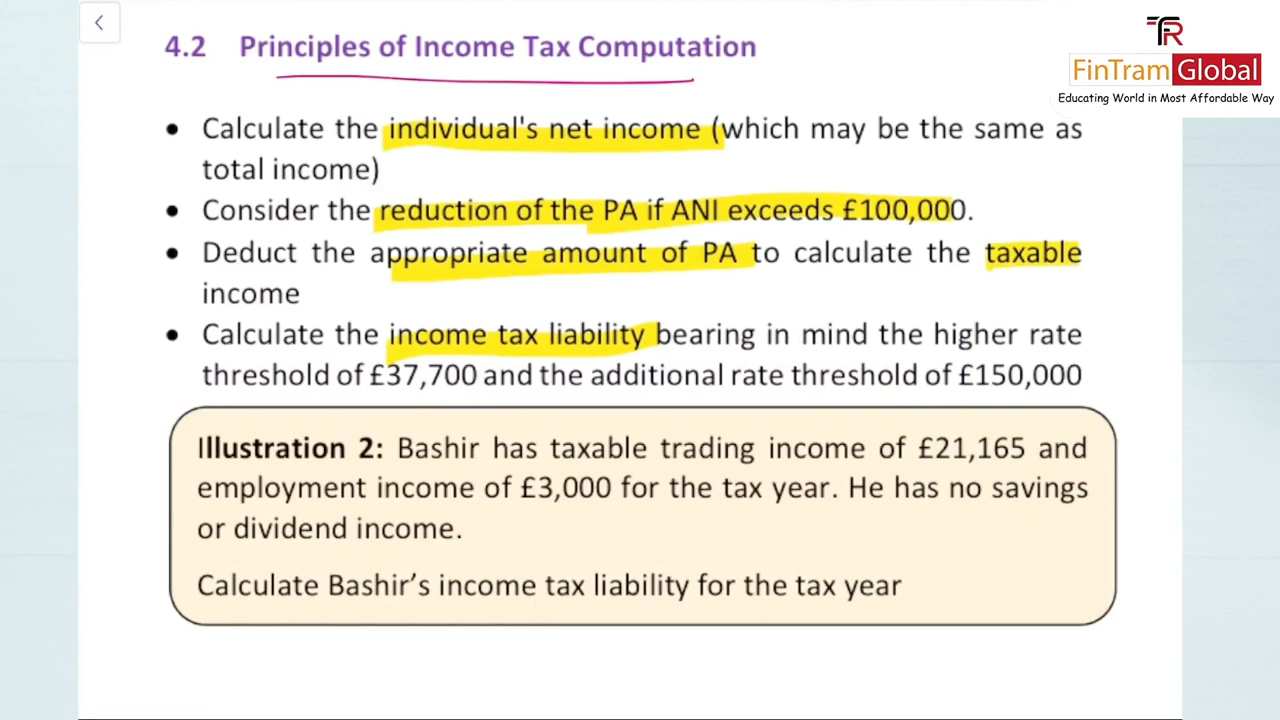 4.2 Principles of Income Tax Computation
TR
FinTram Global
Educating World in Most Affordable Way
• Calculate the individual's net income (which may be the same as
total income)
• Consider the reduction of the PA if ANI exceeds £100,000.
• Deduct the appropriate amount of PA to calculate the taxable
income
• Calculate the income tax liability bearing in mind the higher rate
threshold of £37,700 and the additional rate threshold of £150,000
Illustration 2: Bashir has taxable trading income of £21,165 and
employment income of £3,000 for the tax year. He has no savings
or dividend income.
Calculate Bashir’s income tax liability for the tax year